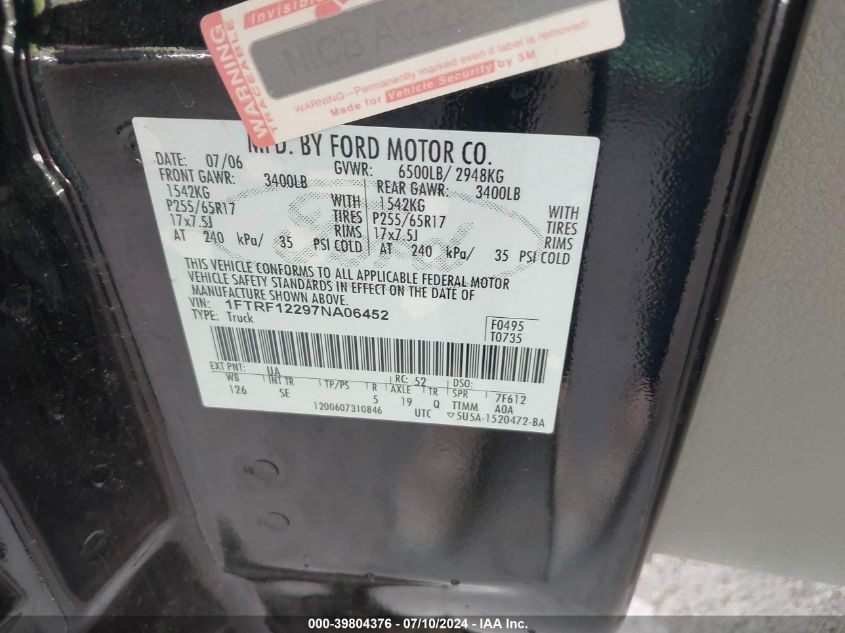 Invisible
WARNING
TRACEABLE
WARNING–Permanently marked even if label is removed!
Made for Vehicle Security by 3M
MFD. BY FORD MOTOR CO.
DATE: 07/06 GVWR: 6500LB/ 2948KG
FRONT GAWR: 3400LB REAR GAWR: 3400LB
1542KG WITH 1542KG WITH
P255/65R17 TIRES P255/65R17 TIRES
17x7.5J RIMS 17x7.5J RIMS
AT 240 kPa/ 35 PSI COLD AT 240 kPa/ 35 PSI COLD
THIS VEHICLE CONFORMS TO ALL APPLICABLE FEDERAL MOTOR
VEHICLE SAFETY STANDARDS IN EFFECT ON THE DATE OF
MANUFACTURE SHOWN ABOVE.
VIN: 1FTRF12297NA06452
TYPE: Truck
F0495
T0735
EXT PNT: UA RC: 52 DSO:
WB INT TR TP/PS R AXLE TR SPR 7F612
126 SE 5 19 Q TTMM AQA
1200607310846 UTC ▽5U5A-1520472-BA
000-39804376 | 07/10/2024 - IAA Inc.